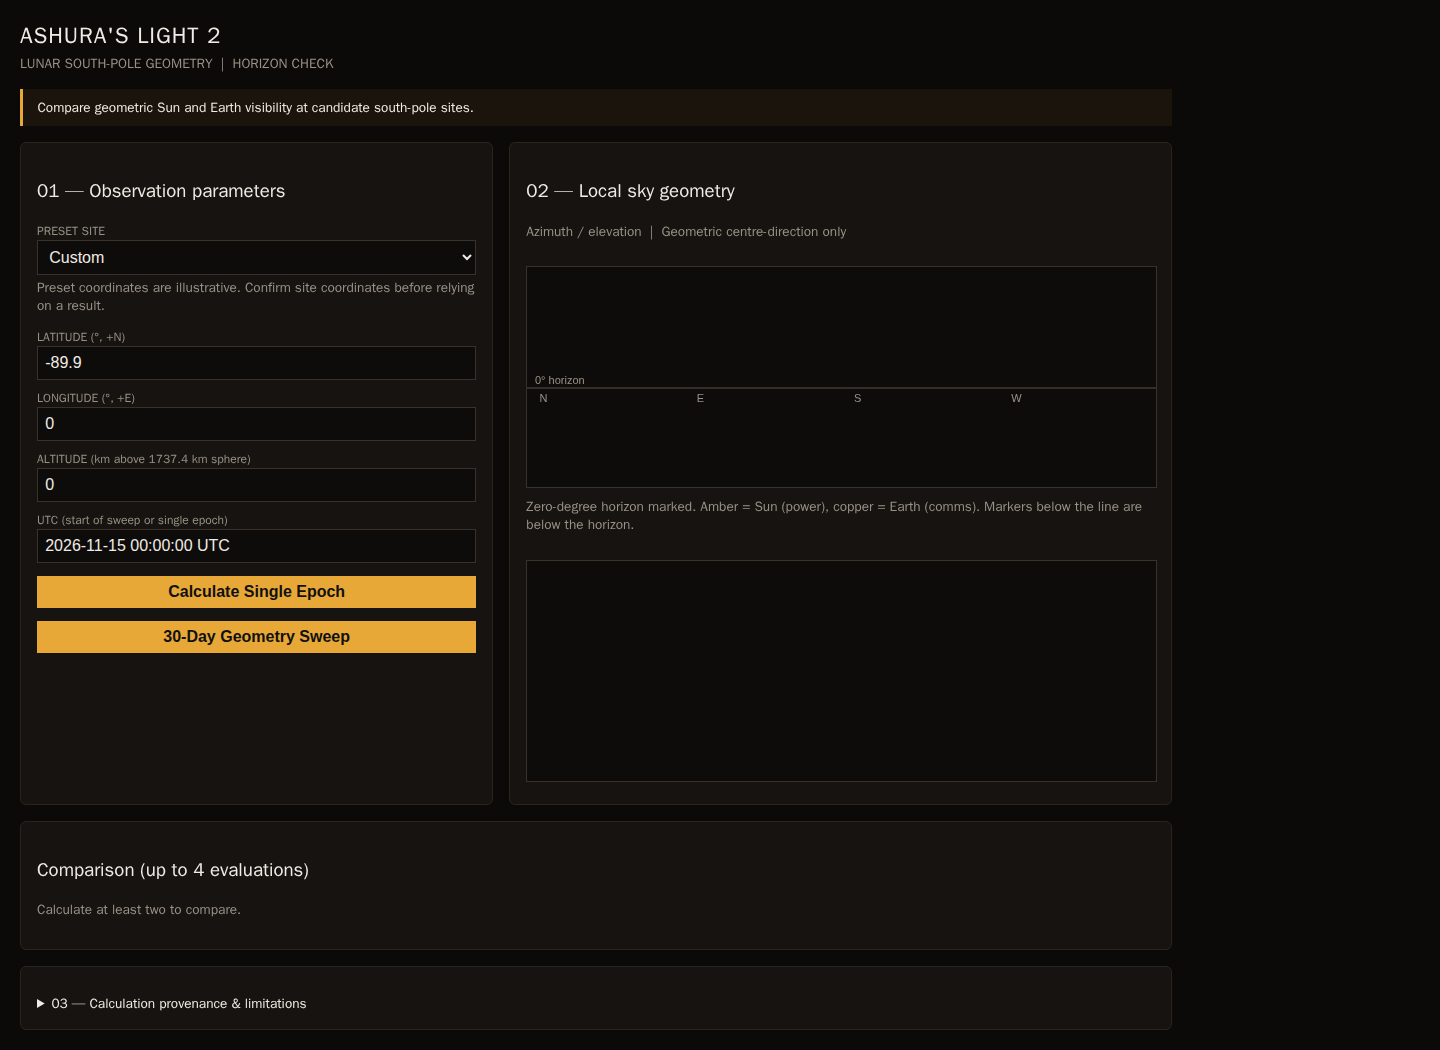 ASHURA'S LIGHT 2
LUNAR SOUTH-POLE GEOMETRY | HORIZON CHECK
Compare geometric Sun and Earth visibility at candidate south-pole sites.
01 — Observation parameters
PRESET SITE
Custom
Preset coordinates are illustrative. Confirm site coordinates before relying
on a result.
LATITUDE (°, +N)
-89.9
LONGITUDE (°, +E)
0
ALTITUDE (km above 1737.4 km sphere)
0
UTC (start of sweep or single epoch)
2026-11-15 00:00:00 UTC
Calculate Single Epoch
30-Day Geometry Sweep
02 — Local sky geometry
Azimuth / elevation | Geometric centre-direction only
0° horizon
N E S W
Zero-degree horizon marked. Amber = Sun (power), copper = Earth (comms). Markers below the line are
below the horizon.
Comparison (up to 4 evaluations)
Calculate at least two to compare.
03 — Calculation provenance & limitations